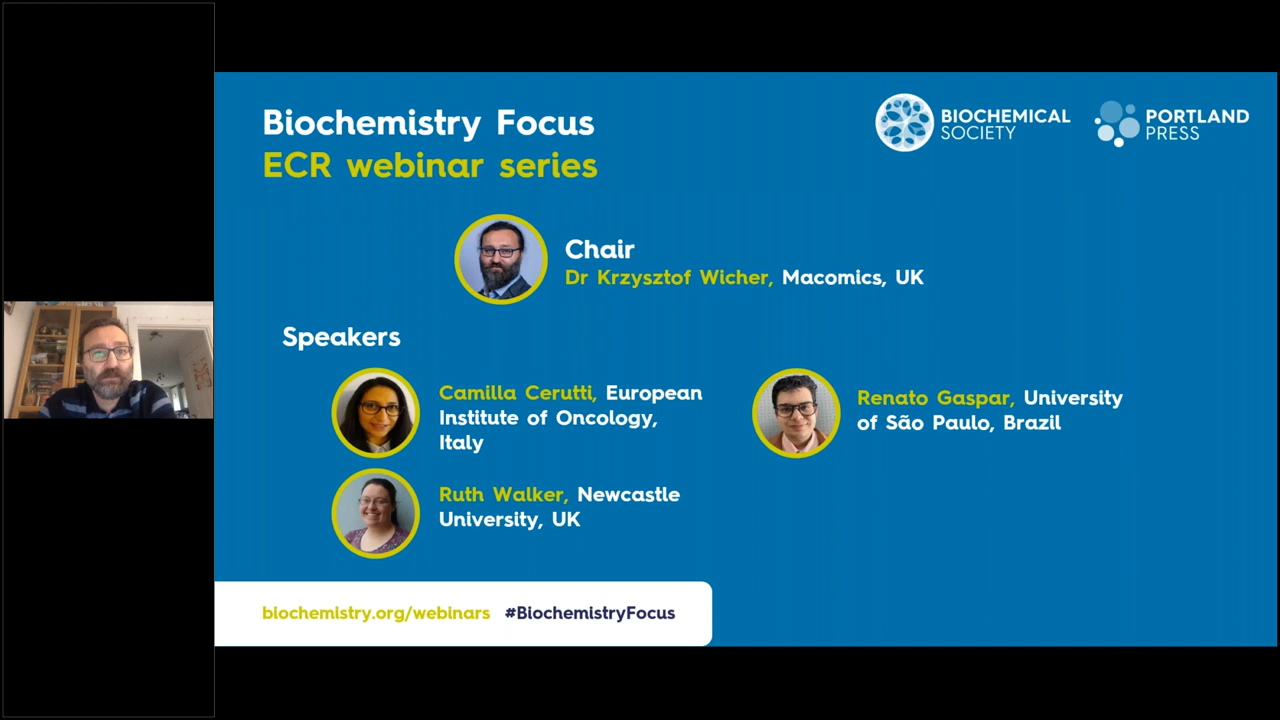 Biochemistry Focus
ECR webinar series
BIOCHEMICAL
SOCIETY
PORTLAND
PRESS
Chair
Dr Krzysztof Wicher, Macomics, UK
Speakers
Camilla Cerutti, European
Institute of Oncology,
Italy
Renato Gaspar, University
of São Paulo, Brazil
Ruth Walker, Newcastle
University, UK
biochemistry.org/webinars #BiochemistryFocus